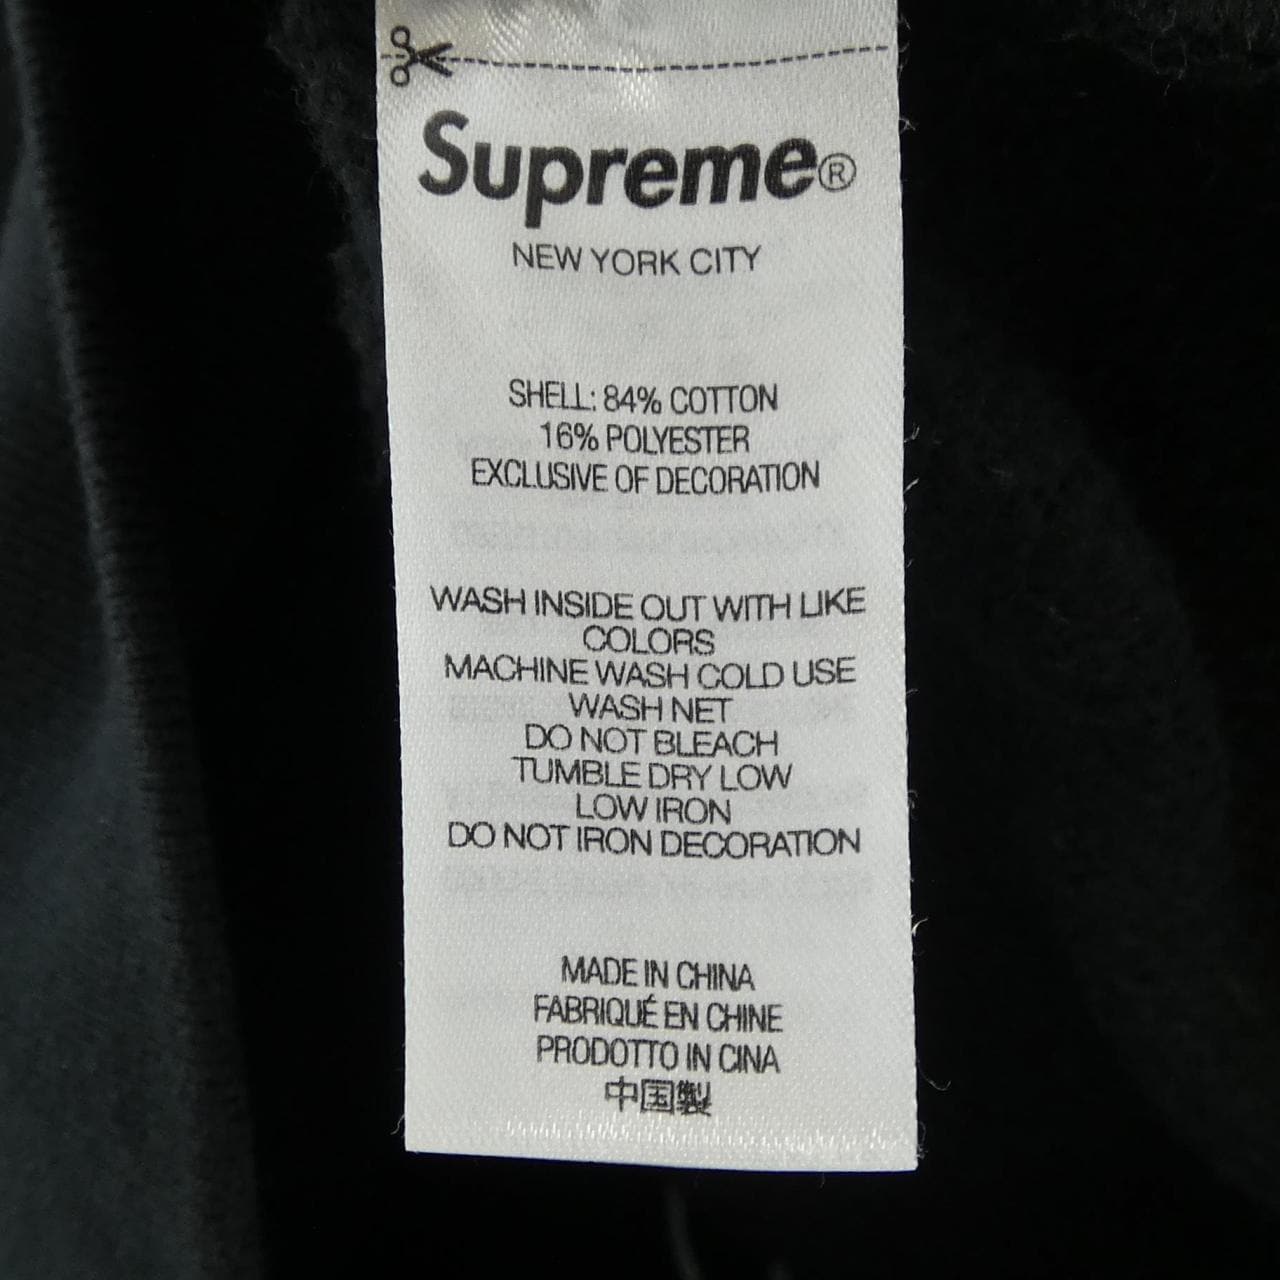 Supreme®
NEW YORK CITY
SHELL: 84% COTTON
16% POLYESTER
EXCLUSIVE OF DECORATION
WASH INSIDE OUT WITH LIKE
COLORS
MACHINE WASH COLD USE
WASH NET
DO NOT BLEACH
TUMBLE DRY LOW
LOW IRON
DO NOT IRON DECORATION
MADE IN CHINA
FABRIQUÉ EN CHINE
PRODOTTO IN CINA
中国製